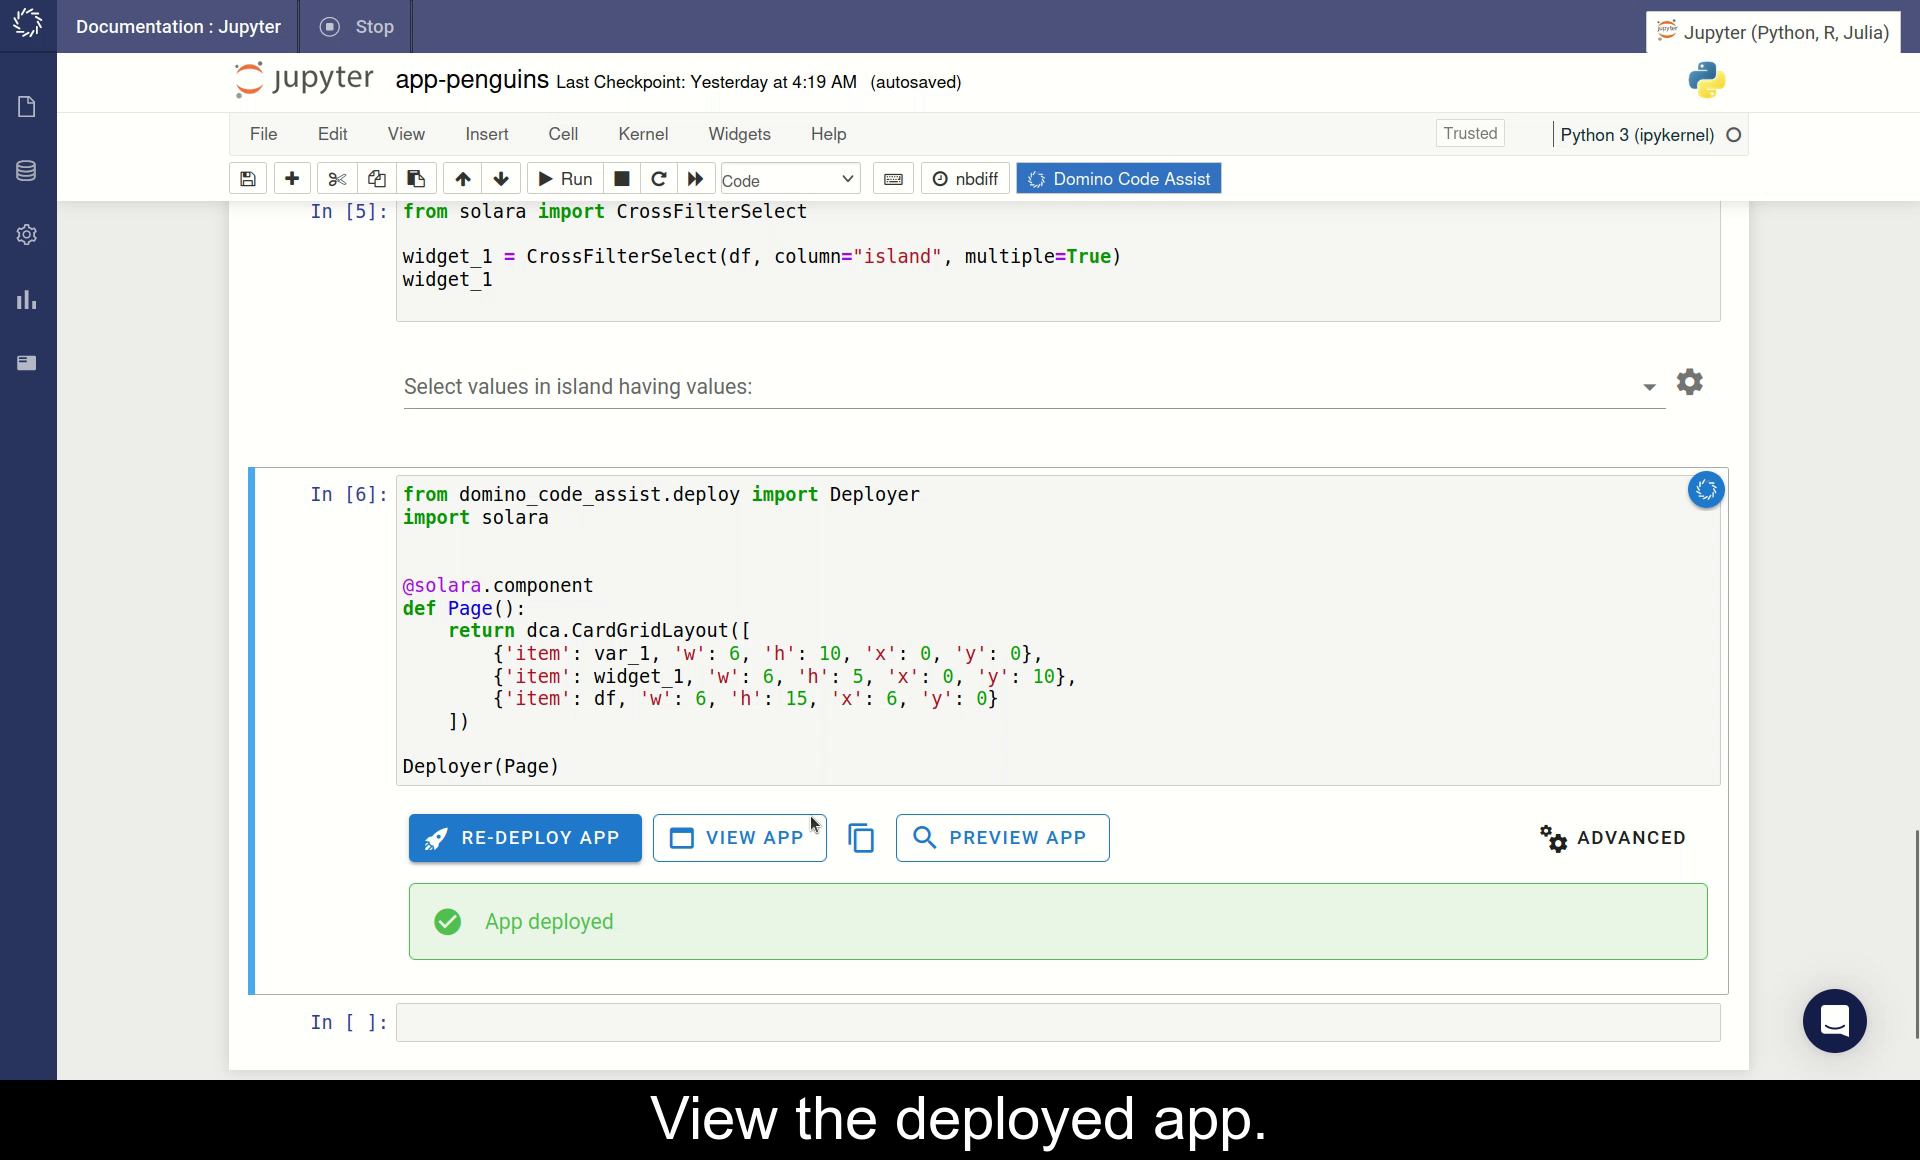 Documentation : Jupyter Stop Jupyter (Python, R, Julia)
jupyter app-penguins Last Checkpoint: Yesterday at 4:19 AM (autosaved)
File Edit View Insert Cell Kernel Widgets Help Trusted Python 3 (ipykernel)
Run Code nbdiff Domino Code Assist
In [5]: from solara import CrossFilterSelect
widget_1 = CrossFilterSelect(df, column="island", multiple=True)
widget_1
Select values in island having values:
In [6]: from domino_code_assist.deploy import Deployer
import solara
@solara.component
def Page():
    return dca.CardGridLayout([
        {'item': var_1, 'w': 6, 'h': 10, 'x': 0, 'y': 0},
        {'item': widget_1, 'w': 6, 'h': 5, 'x': 0, 'y': 10},
        {'item': df, 'w': 6, 'h': 15, 'x': 6, 'y': 0}
    ])
Deployer(Page)
RE-DEPLOY APP VIEW APP PREVIEW APP ADVANCED
App deployed
In [ ]:
View the deployed app.